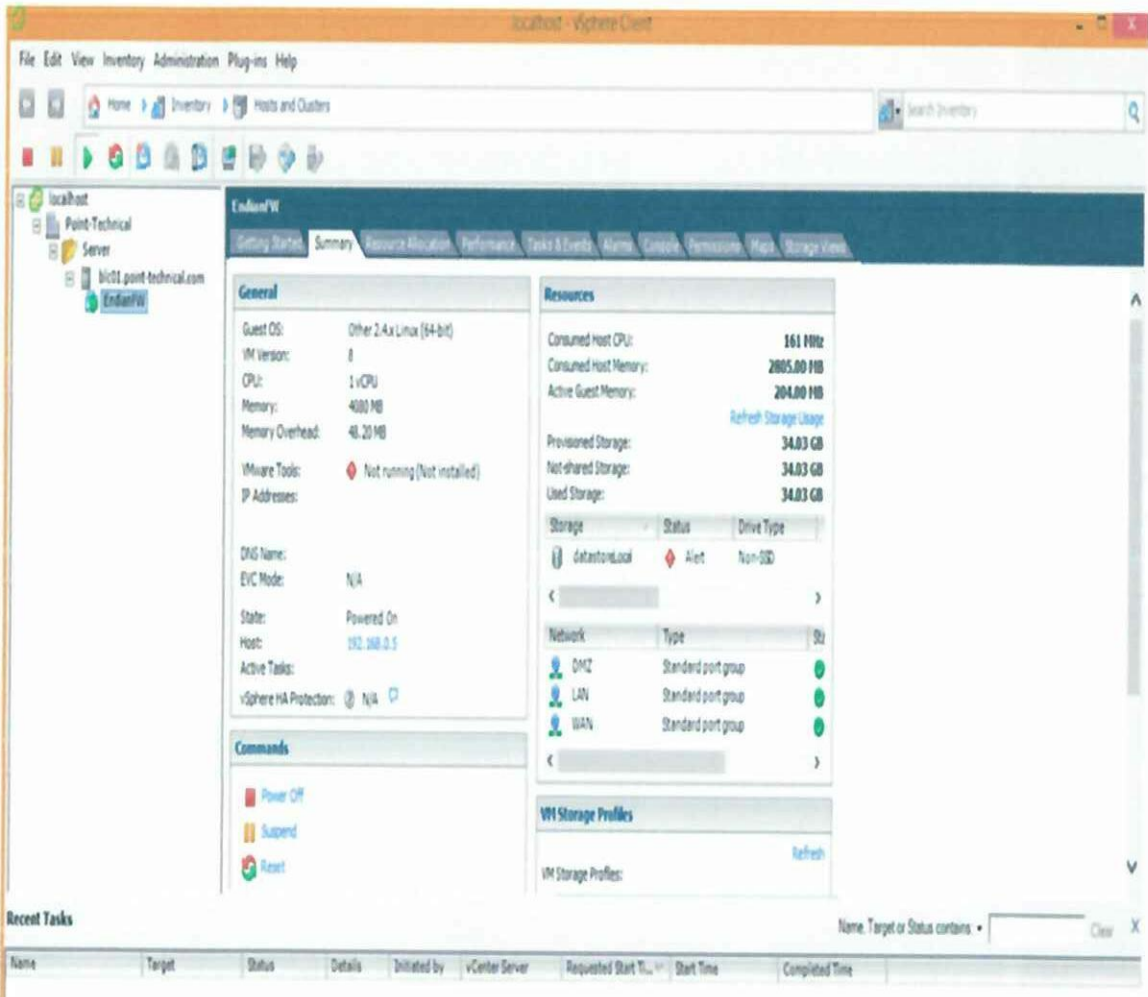 localhost - vSphere Client
File Edit View Inventory Administration Plug-ins Help
Home Inventory Hosts and Clusters
Search Inventory
localhost
Point-Technical
Server
blc01.point-technical.com
EndianFW
EndianFW
Getting Started Summary Resource Allocation Performance Tasks & Events Alarms Console Permissions Maps Storage Views
General
Guest OS: Other 2.4.x Linux (64-bit)
VM Version: 8
CPU: 1 vCPU
Memory: 4080 MB
Memory Overhead: 48.20 MB
VMware Tools: Not running (Not installed)
IP Addresses:
DNS Name:
EVC Mode: N/A
State: Powered On
Host: 192.168.0.5
Active Tasks:
vSphere HA Protection: N/A
Commands
Power Off
Suspend
Reset
Resources
Consumed Host CPU: 161 MHz
Consumed Host Memory: 2805.00 MB
Active Guest Memory: 204.00 MB
Refresh Storage Usage
Provisioned Storage: 34.03 GB
Not-shared Storage: 34.03 GB
Used Storage: 34.03 GB
Storage Status Drive Type
datastoreLocal Alert Non-SSD
Network Type Sta
DMZ Standard port group
LAN Standard port group
WAN Standard port group
VM Storage Profiles
Refresh
VM Storage Profiles:
Recent Tasks
Name, Target or Status contains: Clear X
Name Target Status Details Initiated by vCenter Server Requested Start Ti... Start Time Completed Time